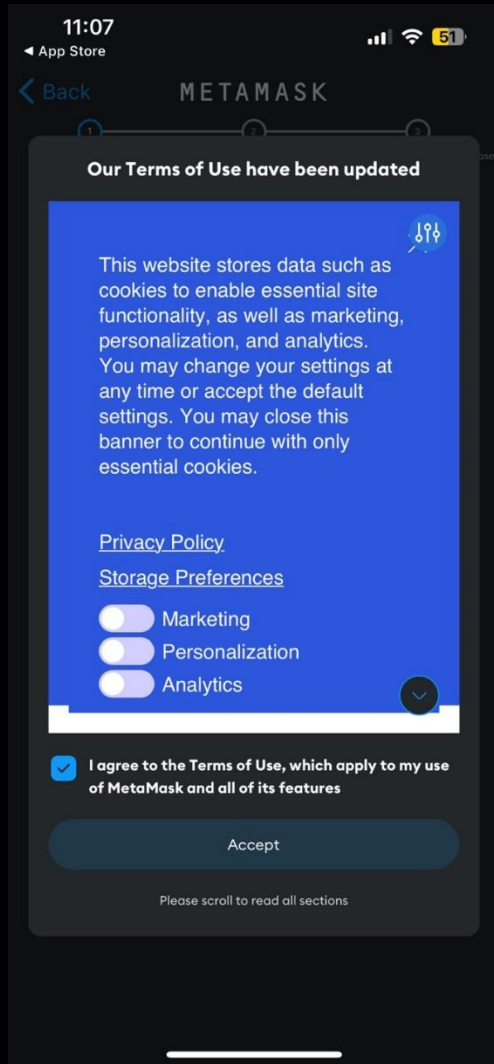 11:07
51
◀ App Store
Back
METAMASK
1
2
3
Our Terms of Use have been updated
This website stores data such as
cookies to enable essential site
functionality, as well as marketing,
personalization, and analytics.
You may change your settings at
any time or accept the default
settings. You may close this
banner to continue with only
essential cookies.
Privacy Policy
Storage Preferences
Marketing
Personalization
Analytics
I agree to the Terms of Use, which apply to my use
of MetaMask and all of its features
Accept
Please scroll to read all sections